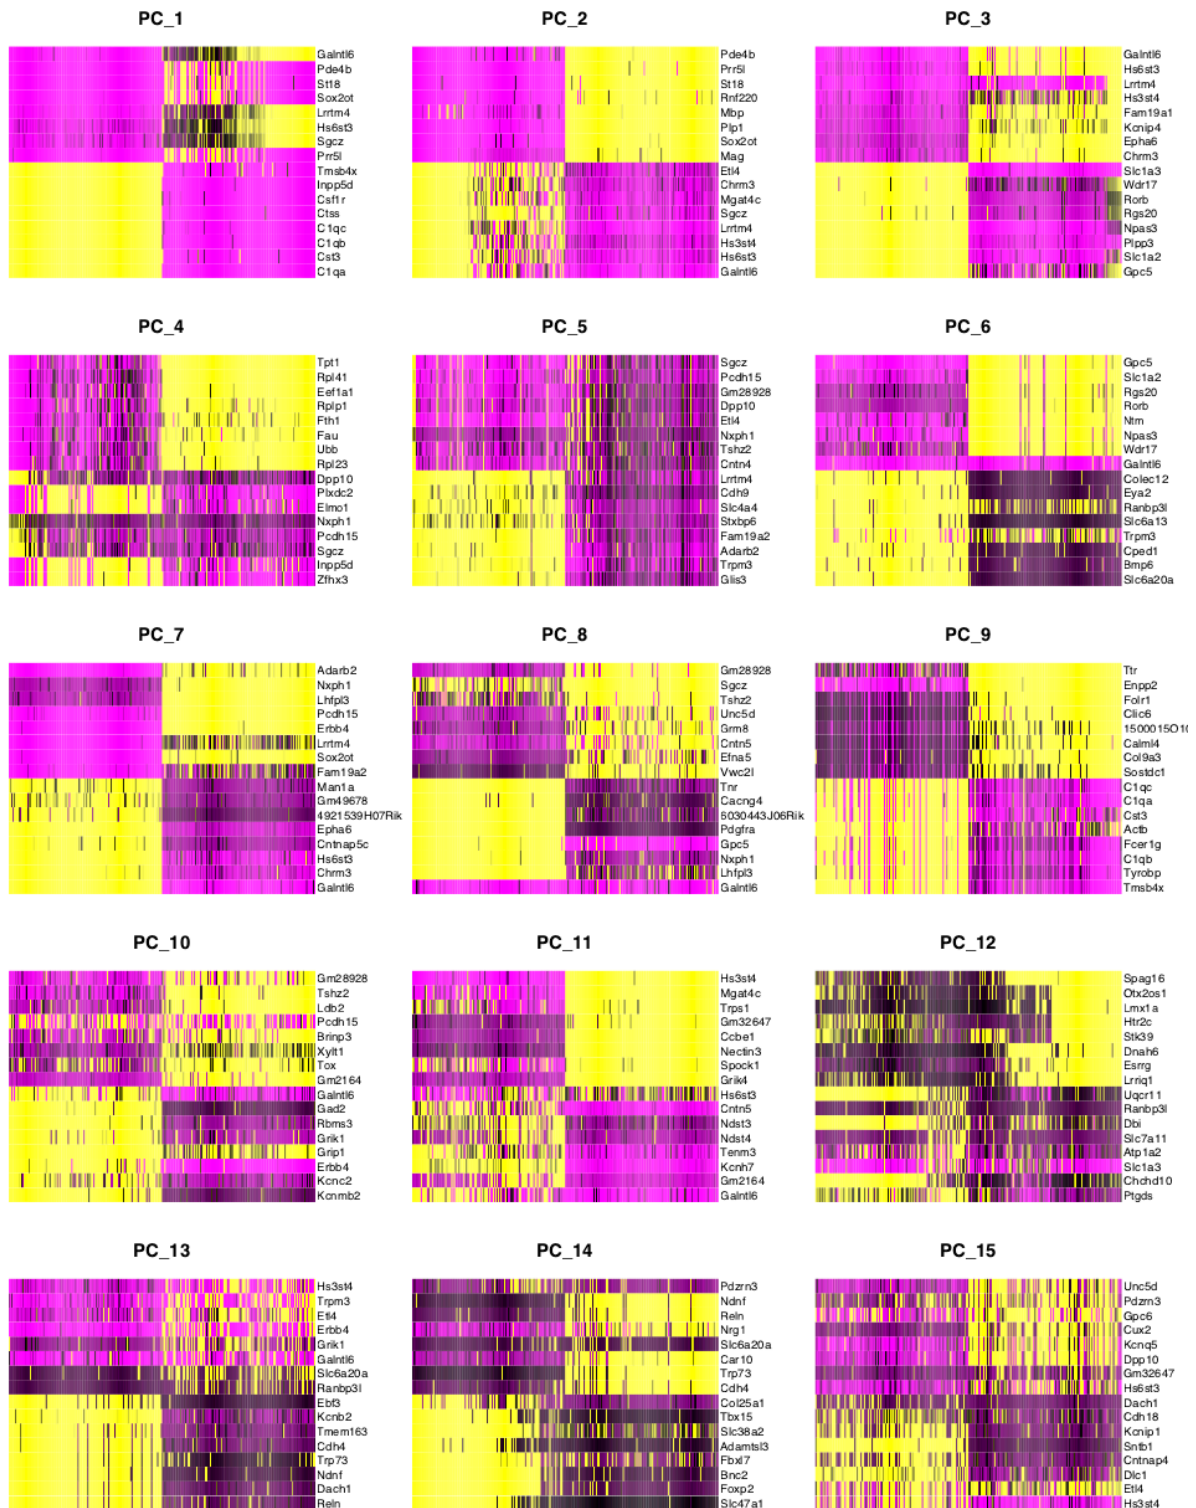 PC_1
Galntl6
Pde4b
St18
Sox2ot
Lrrtm4
Hs6st3
Sgcz
Prr5l
Tmsb4x
Inpp5d
Csf1r
Ctss
C1qc
C1qb
Cst3
C1qa
PC_2
Pde4b
Prr5l
St18
Rnf220
Mbp
Plp1
Sox2ot
Mag
Etl4
Chrm3
Mgat4c
Sgcz
Lrrtm4
Hs3st4
Hs6st3
Galntl6
PC_3
Galntl6
Hs6st3
Lrrtm4
Hs3st4
Fam19a1
Kcnip4
Epha6
Chrm3
Slc1a3
Wdr17
Rorb
Rgs20
Npas3
Plpp3
Slc1a2
Gpc5
PC_4
Tpt1
Rpl41
Eef1a1
Rplp1
Fth1
Fau
Ubb
Rpl23
Dpp10
Plxdc2
Elmo1
Nxph1
Pcdh15
Sgcz
Inpp5d
Zfhx3
PC_5
Sgcz
Pcdh15
Gm28928
Dpp10
Etl4
Nxph1
Tshz2
Cntn4
Lrrtm4
Cdh9
Slc4a4
Stxbp6
Fam19a2
Adarb2
Trpm3
Glis3
PC_6
Gpc5
Slc1a2
Rgs20
Rorb
Ntm
Npas3
Wdr17
Galntl6
Colec12
Eya2
Ranbp3l
Slc6a13
Trpm3
Cped1
Bmp6
Slc6a20a
PC_7
Adarb2
Nxph1
Lhfpl3
Pcdh15
Erbb4
Lrrtm4
Sox2ot
Fam19a2
Man1a
Gm49678
4921539H07Rik
Epha6
Cntnap5c
Hs6st3
Chrm3
Galntl6
PC_8
Gm28928
Sgcz
Tshz2
Unc5d
Grm8
Cntn5
Efna5
Vwc2l
Tnr
Cacng4
6030443J06Rik
Pdgfra
Gpc5
Nxph1
Lhfpl3
Galntl6
PC_9
Ttr
Enpp2
Folr1
Clic6
1500015O10
Calml4
Col9a3
Sostdc1
C1qc
C1qa
Cst3
Actb
Fcer1g
C1qb
Tyrobp
Tmsb4x
PC_10
Gm28928
Tshz2
Ldb2
Pcdh15
Brinp3
Xylt1
Tox
Gm2164
Galntl6
Gad2
Rbms3
Grik1
Grip1
Erbb4
Kcnc2
Kcnmb2
PC_11
Hs3st4
Mgat4c
Trps1
Gm32647
Ccbe1
Nectin3
Spock1
Grik4
Hs6st3
Cntn5
Ndst3
Ndst4
Tenm3
Kcnh7
Gm2164
Galntl6
PC_12
Spag16
Otx2os1
Lmx1a
Htr2c
Stk39
Dnah6
Esrrg
Lrriq1
Uqcr11
Ranbp3l
Dbi
Slc7a11
Atp1a2
Slc1a3
Chchd10
Ptgds
PC_13
Hs3st4
Trpm3
Etl4
Erbb4
Grik1
Galntl6
Slc6a20a
Ranbp3l
Ebf3
Kcnb2
Tmem163
Cdh4
Trp73
Ndnf
Dach1
Reln
PC_14
Pdzrn3
Ndnf
Reln
Nrg1
Slc6a20a
Car10
Trp73
Cdh4
Col25a1
Tbx15
Slc38a2
Adamtsl3
Fbxl7
Bnc2
Foxp2
Slc47a1
PC_15
Unc5d
Pdzrn3
Gpc6
Cux2
Kcnq5
Dpp10
Gm32647
Hs6st3
Dach1
Cdh18
Kcnip1
Sntb1
Cntnap4
Dlc1
Etl4
Hs3st4